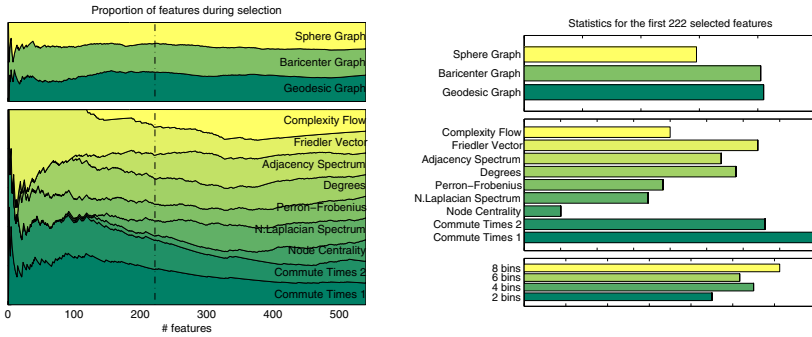 Proportion of features during selection
Sphere Graph
Baricenter Graph
Geodesic Graph
Complexity Flow
Friedler Vector
Adjacency Spectrum
Degrees
Perron-Frobenius
N.Laplacian Spectrum
Node Centrality
Commute Times 2
Commute Times 1
0 100 200 300 400 500
# features
Statistics for the first 222 selected features
Sphere Graph
Baricenter Graph
Geodesic Graph
Complexity Flow
Friedler Vector
Adjacency Spectrum
Degrees
Perron-Frobenius
N.Laplacian Spectrum
Node Centrality
Commute Times 2
Commute Times 1
8 bins
6 bins
4 bins
2 bins